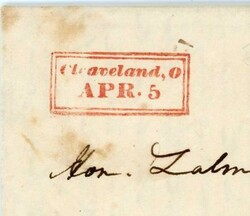 Cleaveland, O
APR. 5
Hon. Zalm